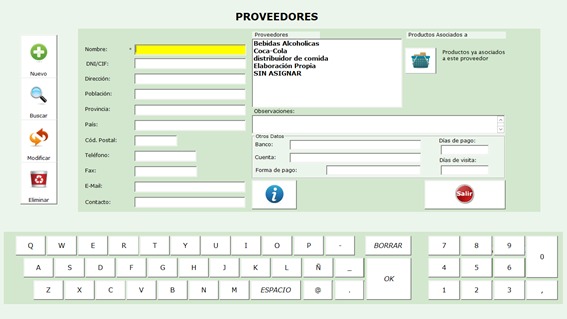 PROVEEDORES
Nuevo
Buscar
Modificar
Eliminar
Nombre: *
DNI/CIF:
Dirección:
Población:
Provincia:
País:
Cód. Postal:
Teléfono:
Fax:
E-Mail:
Contacto:
Proveedores
Bebidas Alcoholicas
Coca-Cola
distribuidor de comida
Elaboración Propia
SIN ASIGNAR
Productos Asociados a
Productos ya asociados
a este proveedor
Observaciones:
Otros Datos
Banco:
Cuenta:
Forma de pago:
Días de pago:
Días de visita:
i
Salir
Q W E R T Y U I O P - BORRAR 7 8 9 0
A S D F G H J K L Ñ _ OK 4 5 6
Z X C V B N M ESPACIO @ . 1 2 3 ,